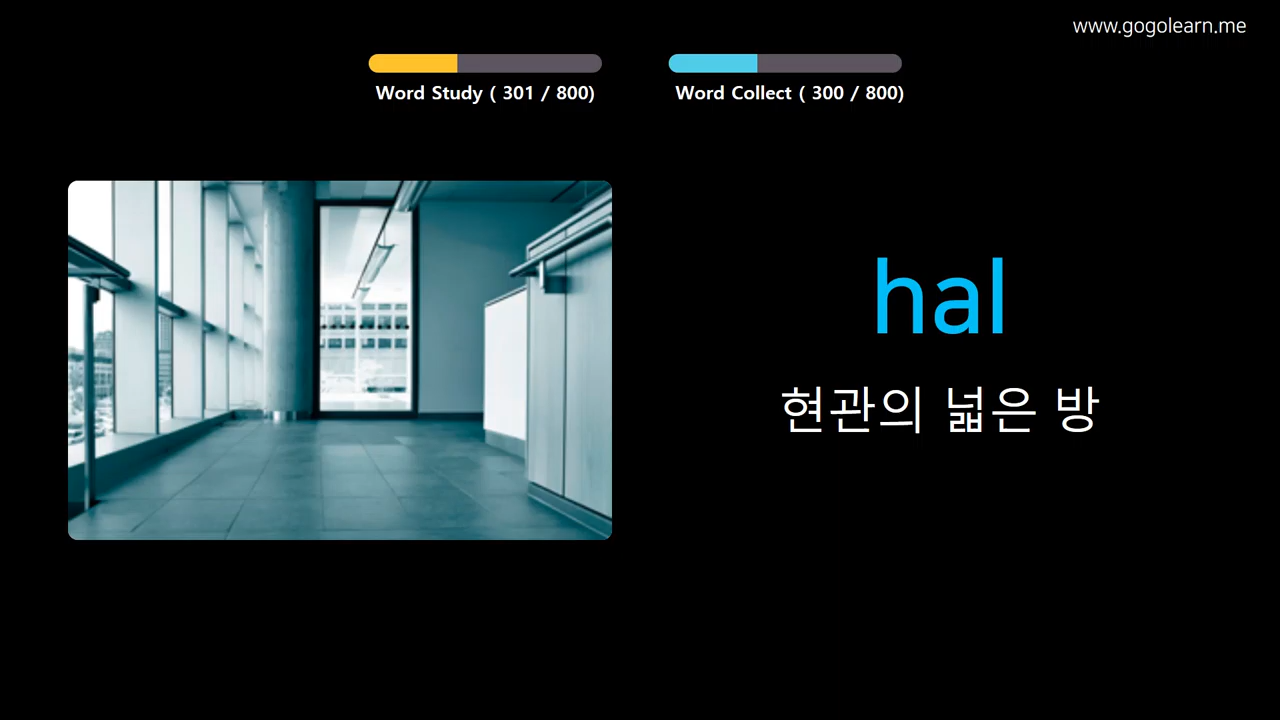 www.gogolearn.me
Word Study ( 301 / 800)
Word Collect ( 300 / 800)
hal
현관의 넓은 방